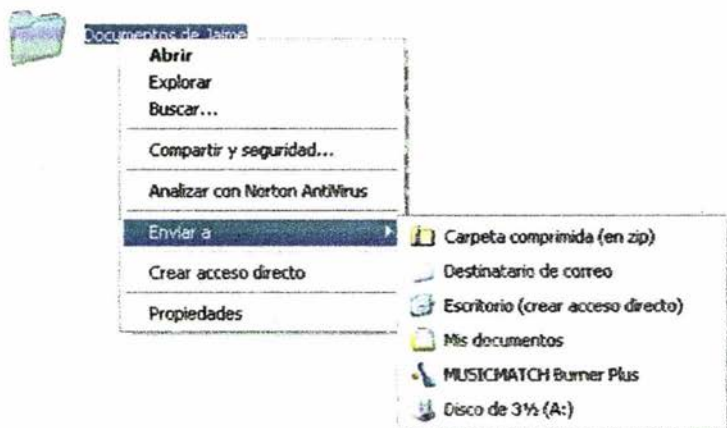 Documentos de Jaime
Abrir
Explorar
Buscar...
Compartir y seguridad...
Analizar con Norton AntiVirus
Enviar a
Crear acceso directo
Propiedades
Carpeta comprimida (en zip)
Destinatario de correo
Escritorio (crear acceso directo)
Mis documentos
MUSICMATCH Burner Plus
Disco de 3½ (A:)